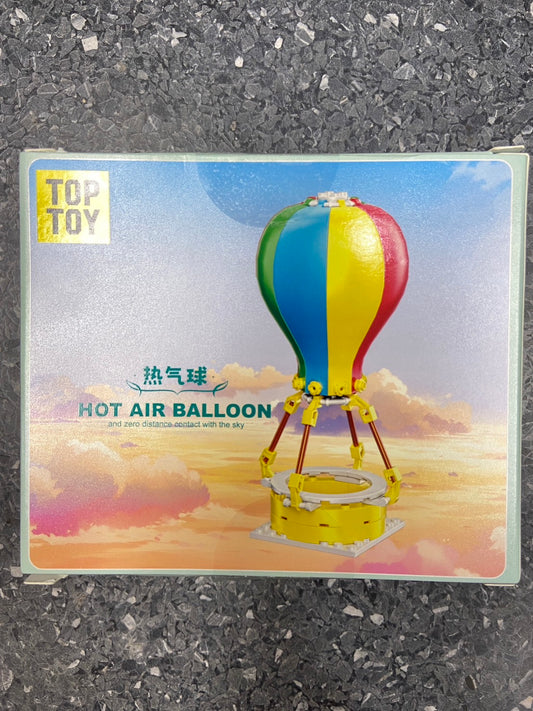 TOP
TOY
热气球
HOT AIR BALLOON
and zero distance contact with the sky